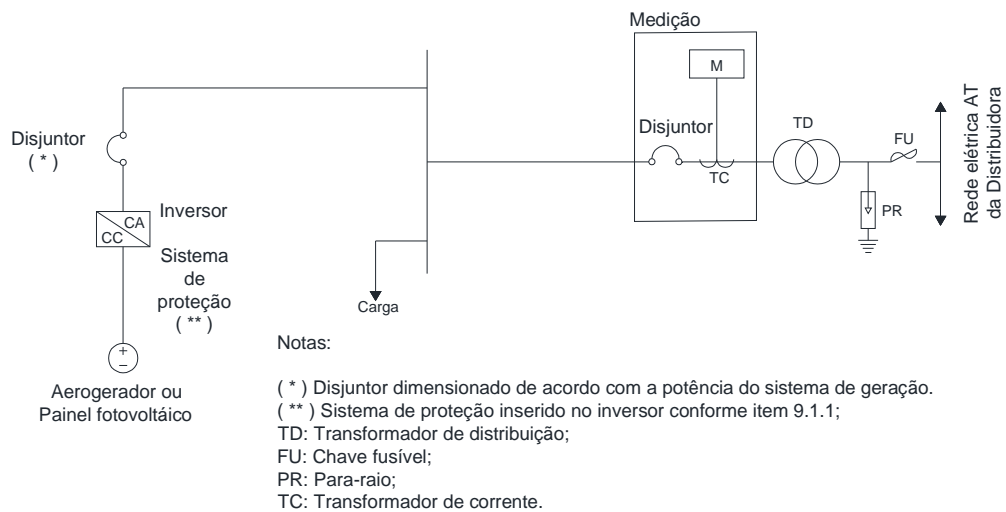 Medição
M
Disjuntor
TC
TD
FU
PR
Rede elétrica AT
da Distribuidora
Disjuntor
( * )
Inversor
CA
CC
Sistema
de
proteção
( ** )
+
−
Aerogerador ou
Painel fotovoltáico
Carga
Notas:
( * ) Disjuntor dimensionado de acordo com a potência do sistema de geração.
( ** ) Sistema de proteção inserido no inversor conforme item 9.1.1;
TD: Transformador de distribuição;
FU: Chave fusível;
PR: Para-raio;
TC: Transformador de corrente.